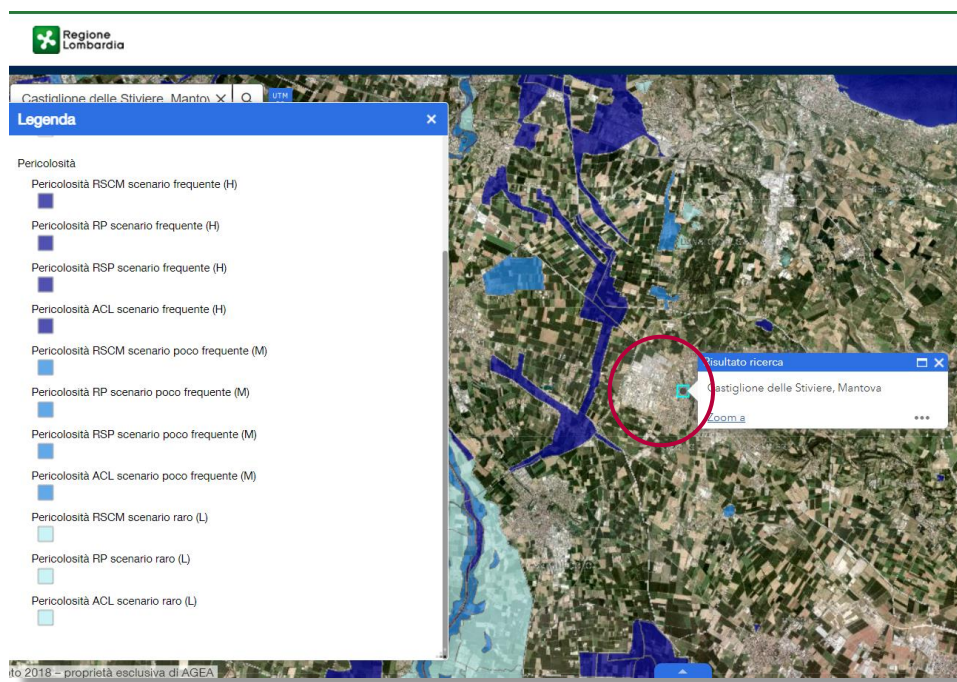 Regione
Lombardia
Castiglione delle Stiviere, Mantov
UTM
Legenda
Pericolosità
Pericolosità RSCM scenario frequente (H)
Pericolosità RP scenario frequente (H)
Pericolosità RSP scenario frequente (H)
Pericolosità ACL scenario frequente (H)
Pericolosità RSCM scenario poco frequente (M)
Pericolosità RP scenario poco frequente (M)
Pericolosità RSP scenario poco frequente (M)
Pericolosità ACL scenario poco frequente (M)
Pericolosità RSCM scenario raro (L)
Pericolosità RP scenario raro (L)
Pericolosità ACL scenario raro (L)
Risultato ricerca
Castiglione delle Stiviere, Mantova
Zoom a
to 2018 – proprietà esclusiva di AGEA